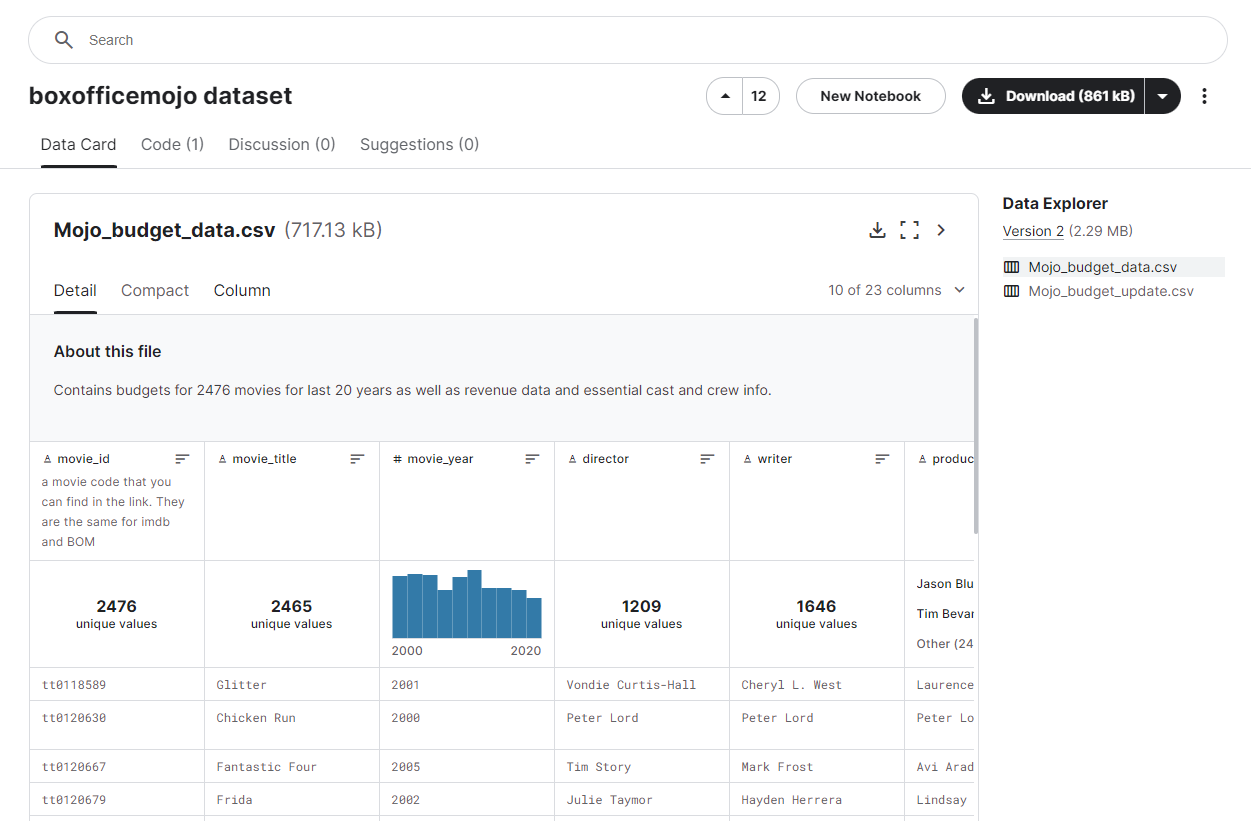 Search
boxofficemojo dataset
12
New Notebook
Download (861 kB)
Data Card
Code (1)
Discussion (0)
Suggestions (0)
Mojo_budget_data.csv (717.13 kB)
Detail
Compact
Column
10 of 23 columns
About this file
Contains budgets for 2476 movies for last 20 years as well as revenue data and essential cast and crew info.
A movie_id
A movie_title
# movie_year
A director
A writer
A produc
a movie code that you
can find in the link. They
are the same for imdb
and BOM
2476
unique values
2465
unique values
2000
2020
1209
unique values
1646
unique values
Jason Blu
Tim Bevan
Other (24
tt0118589 Glitter 2001 Vondie Curtis-Hall Cheryl L. West Laurence
tt0120630 Chicken Run 2000 Peter Lord Peter Lord Peter Lo
tt0120667 Fantastic Four 2005 Tim Story Mark Frost Avi Arad
tt0120679 Frida 2002 Julie Taymor Hayden Herrera Lindsay
Data Explorer
Version 2 (2.29 MB)
Mojo_budget_data.csv
Mojo_budget_update.csv